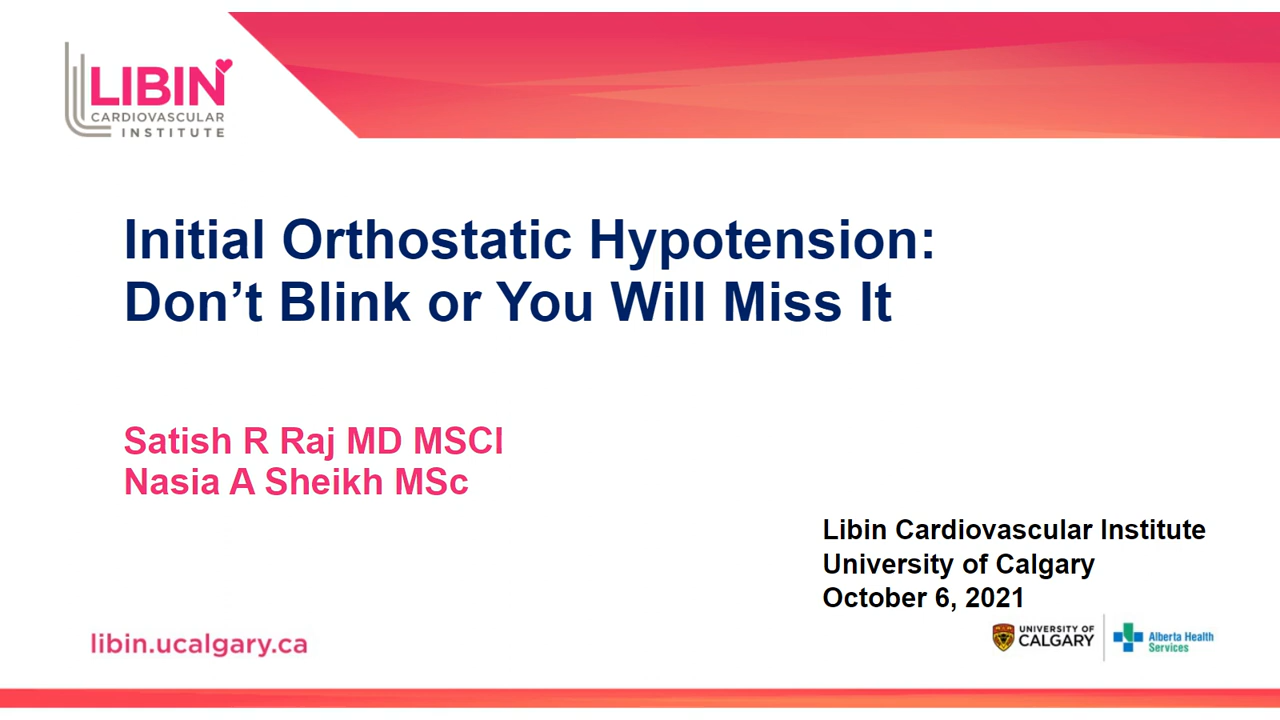 LIBIN
CARDIOVASCULAR
INSTITUTE
Initial Orthostatic Hypotension:
Don’t Blink or You Will Miss It
Satish R Raj MD MSCI
Nasia A Sheikh MSc
Libin Cardiovascular Institute
University of Calgary
October 6, 2021
libin.ucalgary.ca
UNIVERSITY OF
CALGARY
Alberta Health
Services